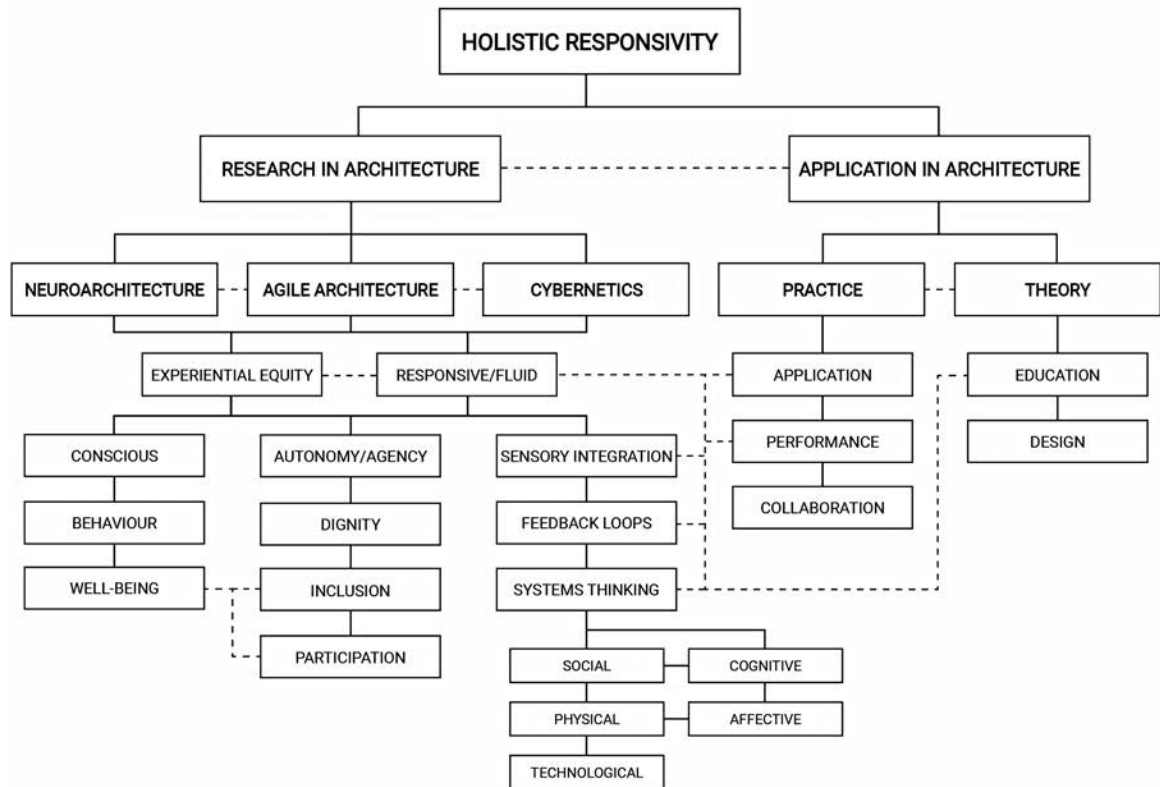 HOLISTIC RESPONSIVITY
RESEARCH IN ARCHITECTURE
APPLICATION IN ARCHITECTURE
NEUROARCHITECTURE
AGILE ARCHITECTURE
CYBERNETICS
PRACTICE
THEORY
EXPERIENTIAL EQUITY
RESPONSIVE/FLUID
APPLICATION
EDUCATION
CONSCIOUS
AUTONOMY/AGENCY
SENSORY INTEGRATION
PERFORMANCE
DESIGN
BEHAVIOUR
DIGNITY
FEEDBACK LOOPS
COLLABORATION
WELL-BEING
INCLUSION
SYSTEMS THINKING
PARTICIPATION
SOCIAL
COGNITIVE
PHYSICAL
AFFECTIVE
TECHNOLOGICAL